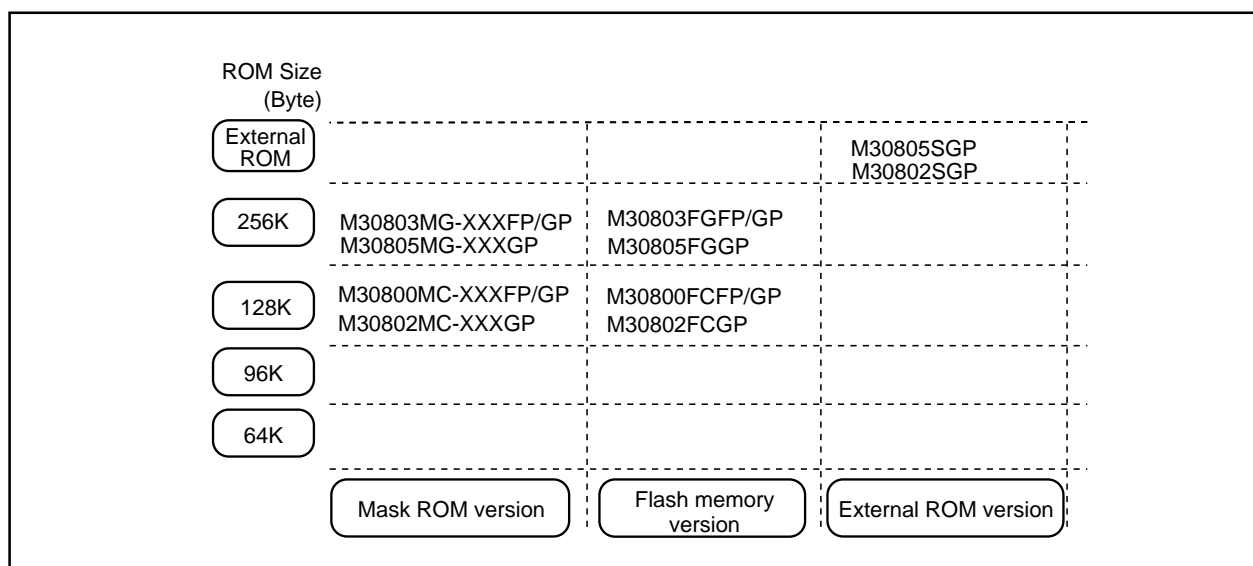 ROM Size
(Byte)
External
ROM
M30805SGP
M30802SGP
256K
M30803MG-XXXFP/GP
M30805MG-XXXGP
M30803FGFP/GP
M30805FGGP
128K
M30800MC-XXXFP/GP
M30802MC-XXXGP
M30800FCFP/GP
M30802FCGP
96K
64K
Mask ROM version
Flash memory
version
External ROM version